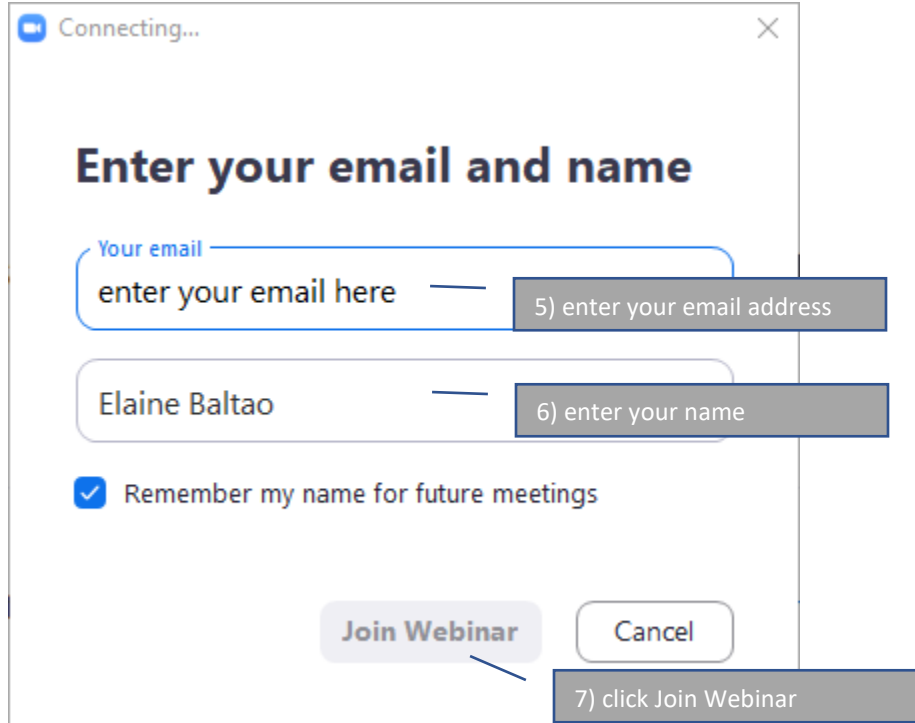 Connecting...
Enter your email and name
Your email
enter your email here
5) enter your email address
Elaine Baltao
6) enter your name
Remember my name for future meetings
Join Webinar
Cancel
7) click Join Webinar